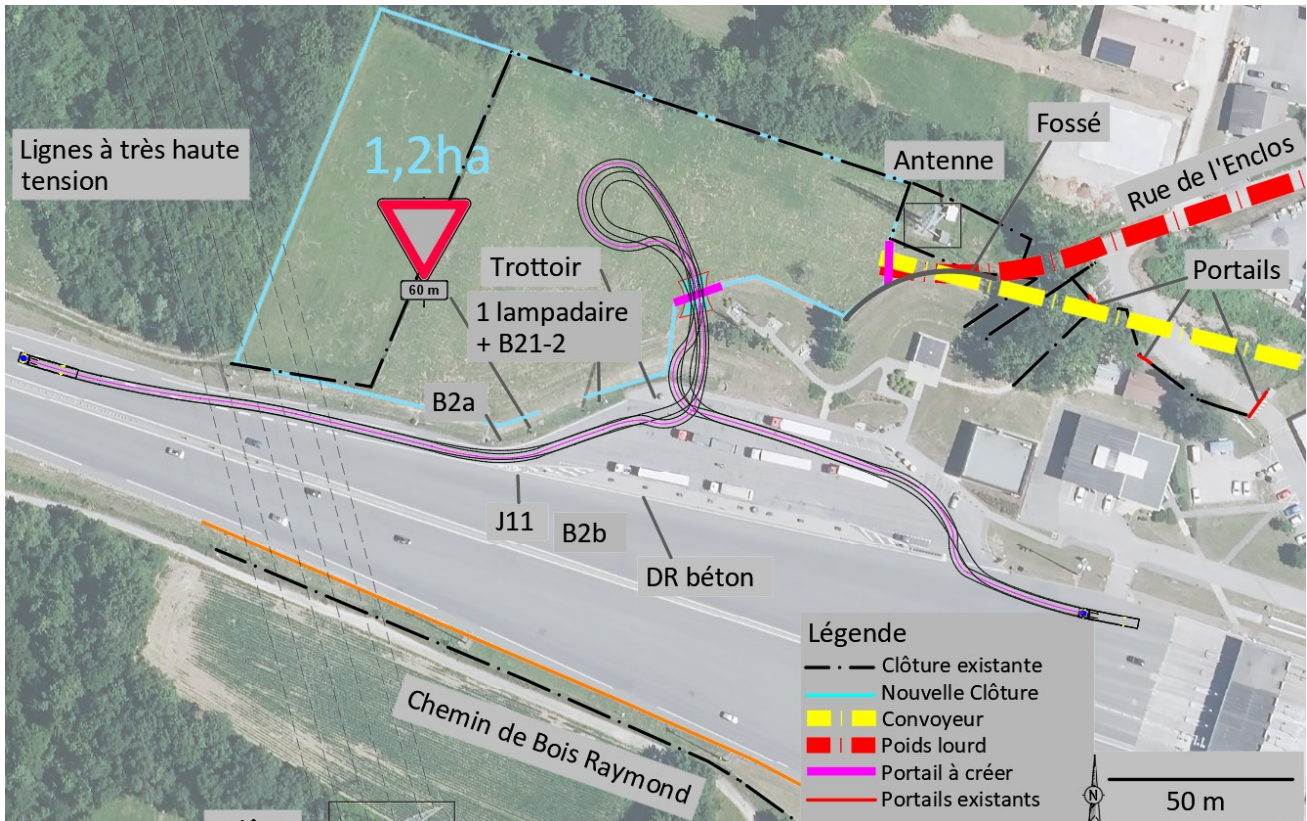 Lignes à très haute
tension
1,2ha
60 m
Trottoir
1 lampadaire
+ B21-2
B2a
J11
B2b
DR béton
Antenne
Fossé
Rue de l'Enclos
Portails
Chemin de Bois Raymond
Légende
Clôture existante
Nouvelle Clôture
Convoyeur
Poids lourd
Portail à créer
Portails existants
N
50 m